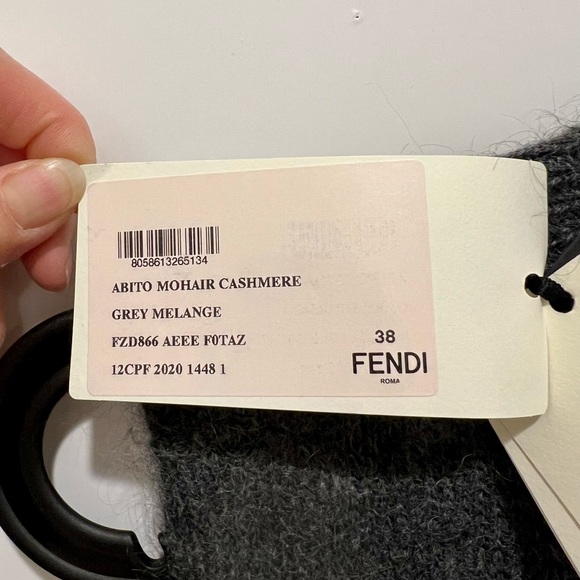 8058613265134
ABITO MOHAIR CASHMERE
GREY MELANGE
FZD866 AEEE F0TAZ
12CPF 2020 1448 1
38
FENDI
ROMA